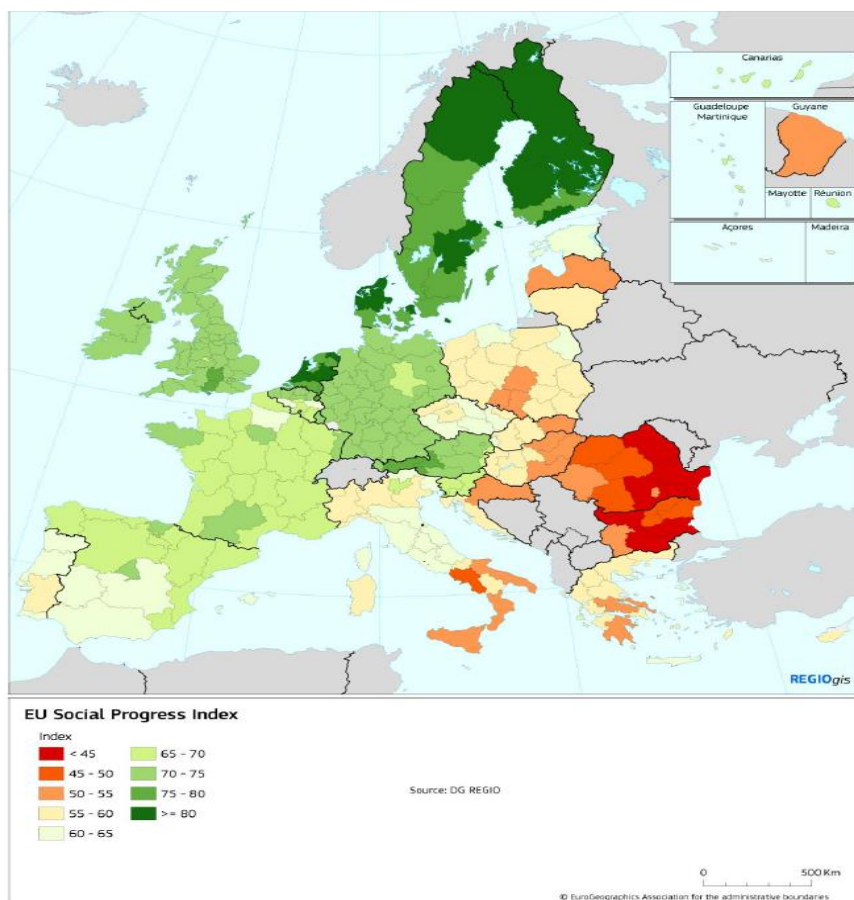 Canarias
Guadeloupe
Martinique
Guyane
Mayotte
Réunion
Açores
Madeira
REGIOgis
EU Social Progress Index
Index
< 45
45 - 50
50 - 55
55 - 60
60 - 65
65 - 70
70 - 75
75 - 80
>= 80
Source: DG REGIO
0 500 Km
© EuroGeographics Association for the administrative boundaries